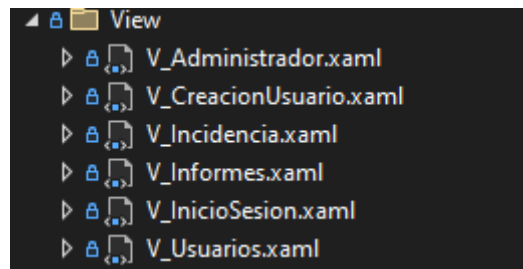 View
V_Administrador.xaml
V_CreacionUsuario.xaml
V_Incidencia.xaml
V_Informes.xaml
V_InicioSesion.xaml
V_Usuarios.xaml